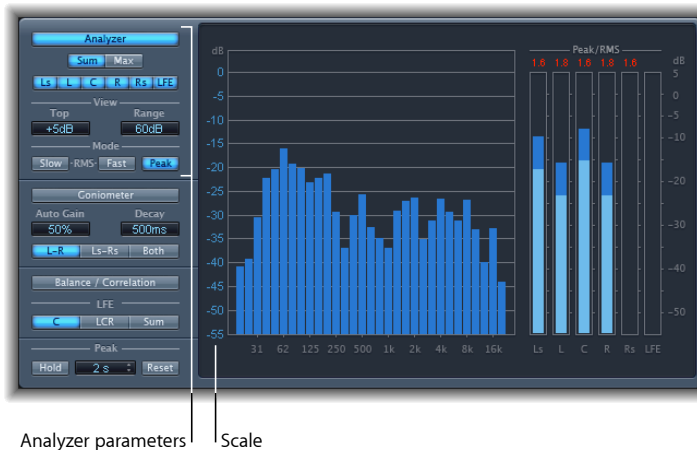 Analyzer
Sum Max
Ls L C R Rs LFE
View
Top Range
+5dB 60dB
Mode
Slow -RMS- Fast Peak
Goniometer
Auto Gain Decay
50% 500ms
L-R Ls-Rs Both
Balance / Correlation
LFE
C LCR Sum
Peak
Hold 2 s Reset
dB
0
-5
-10
-15
-20
-25
-30
-35
-40
-45
-50
-55
31 62 125 250 500 1k 2k 4k 8k 16k
Peak/RMS
1.6 1.8 1.6 1.8 1.6
dB
5
0
-5
-10
-15
-20
-30
-40
-50
Ls L C R Rs LFE
Analyzer parameters
Scale